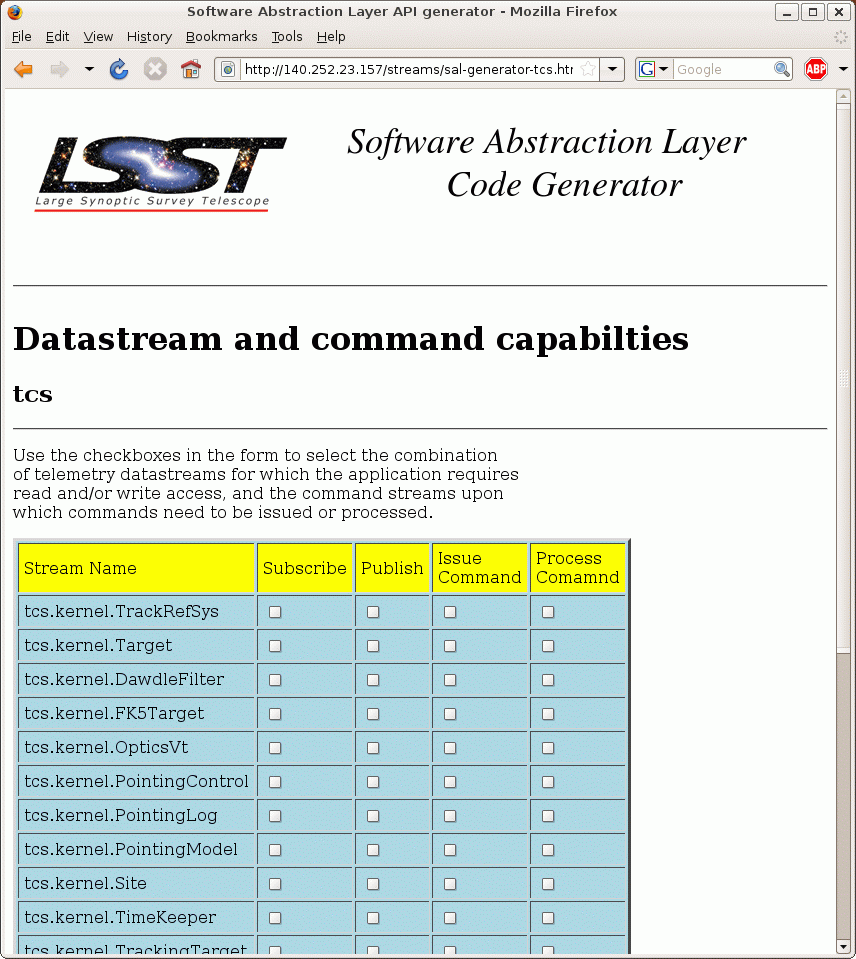 Software Abstraction Layer API generator - Mozilla Firefox
File Edit View History Bookmarks Tools Help
http://140.252.23.157/streams/sal-generator-tcs.htm
G Google ABP
LSST
Large Synoptic Survey Telescope
Software Abstraction Layer
Code Generator
Datastream and command capabilties
tcs
Use the checkboxes in the form to select the combination
of telemetry datastreams for which the application requires
read and/or write access, and the command streams upon
which commands need to be issued or processed.
Stream Name Subscribe Publish Issue Command Process Comamnd
tcs.kernel.TrackRefSys
tcs.kernel.Target
tcs.kernel.DawdleFilter
tcs.kernel.FK5Target
tcs.kernel.OpticsVt
tcs.kernel.PointingControl
tcs.kernel.PointingLog
tcs.kernel.PointingModel
tcs.kernel.Site
tcs.kernel.TimeKeeper
tcs.kernel.TrackingTarget